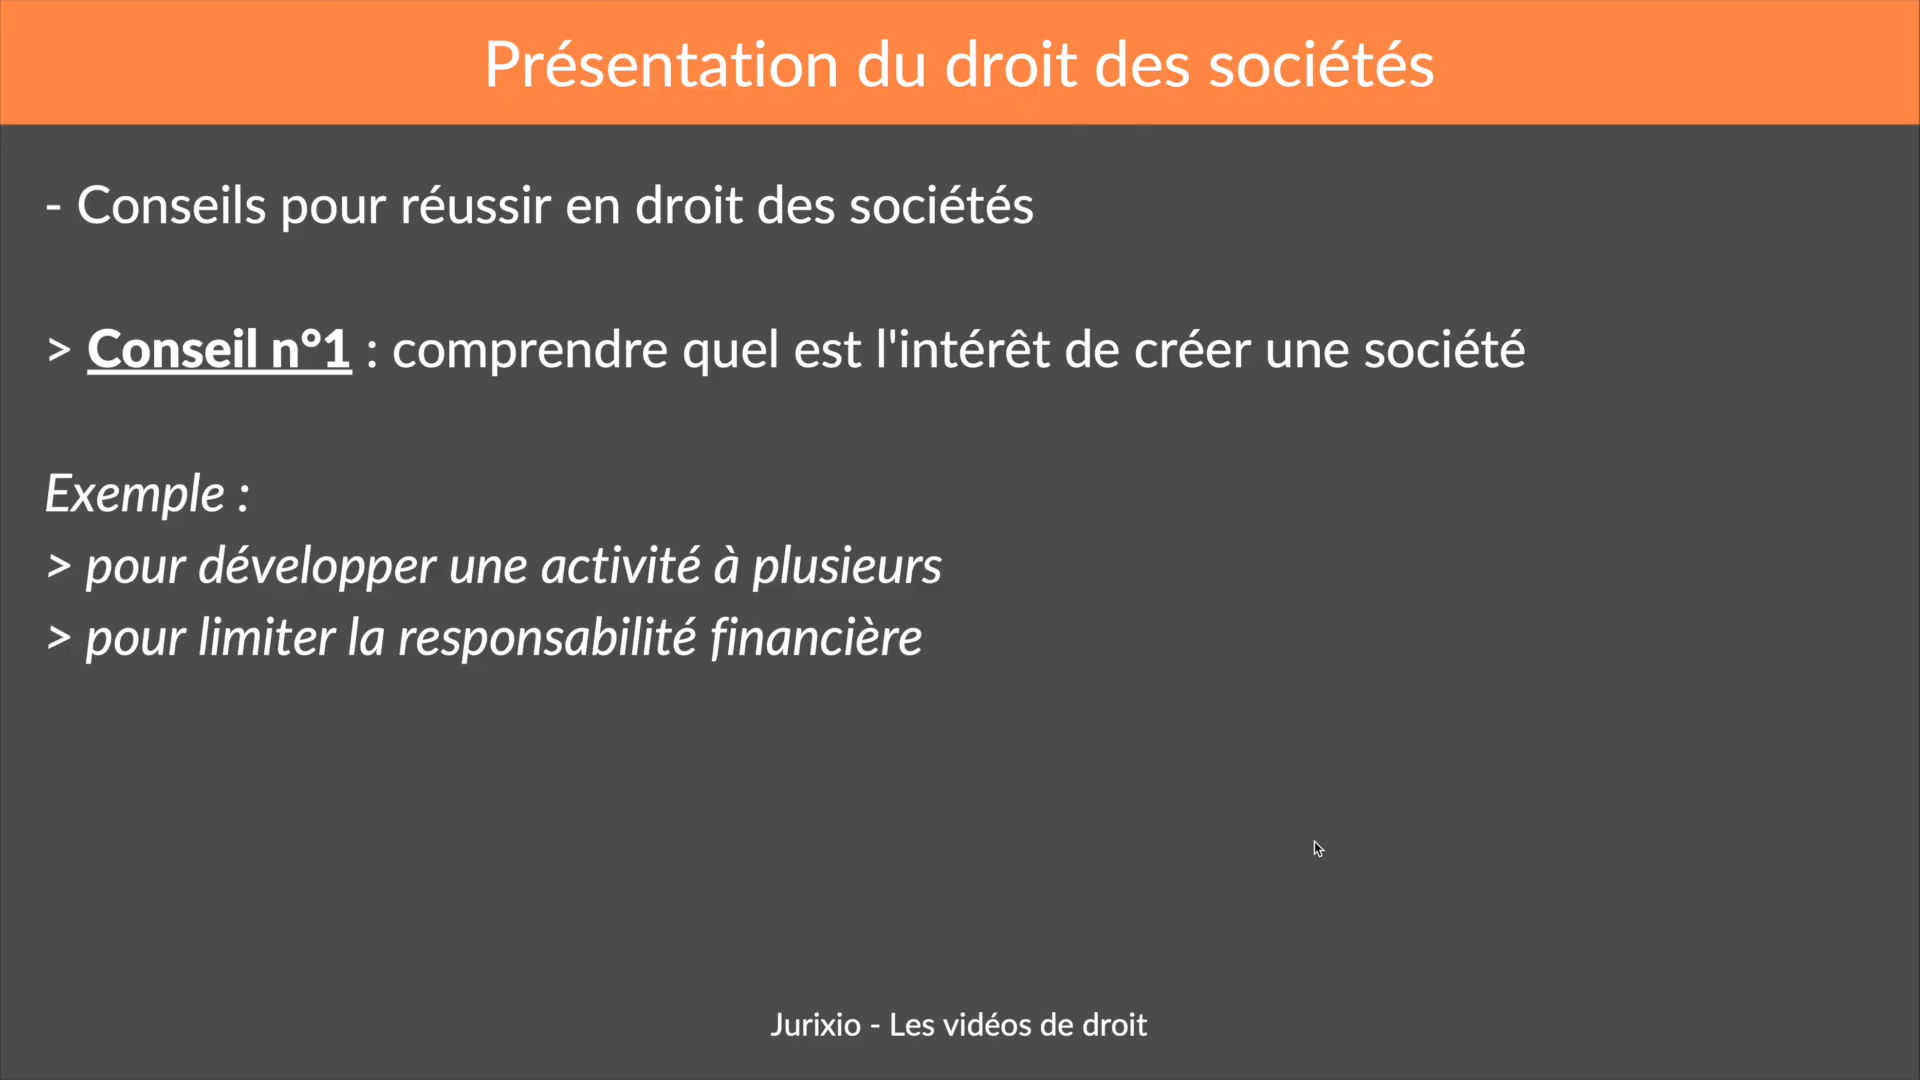 Présentation du droit des sociétés
- Conseils pour réussir en droit des sociétés
> Conseil n°1 : comprendre quel est l'intérêt de créer une société
Exemple :
> pour développer une activité à plusieurs
> pour limiter la responsabilité financière
Jurixio - Les vidéos de droit